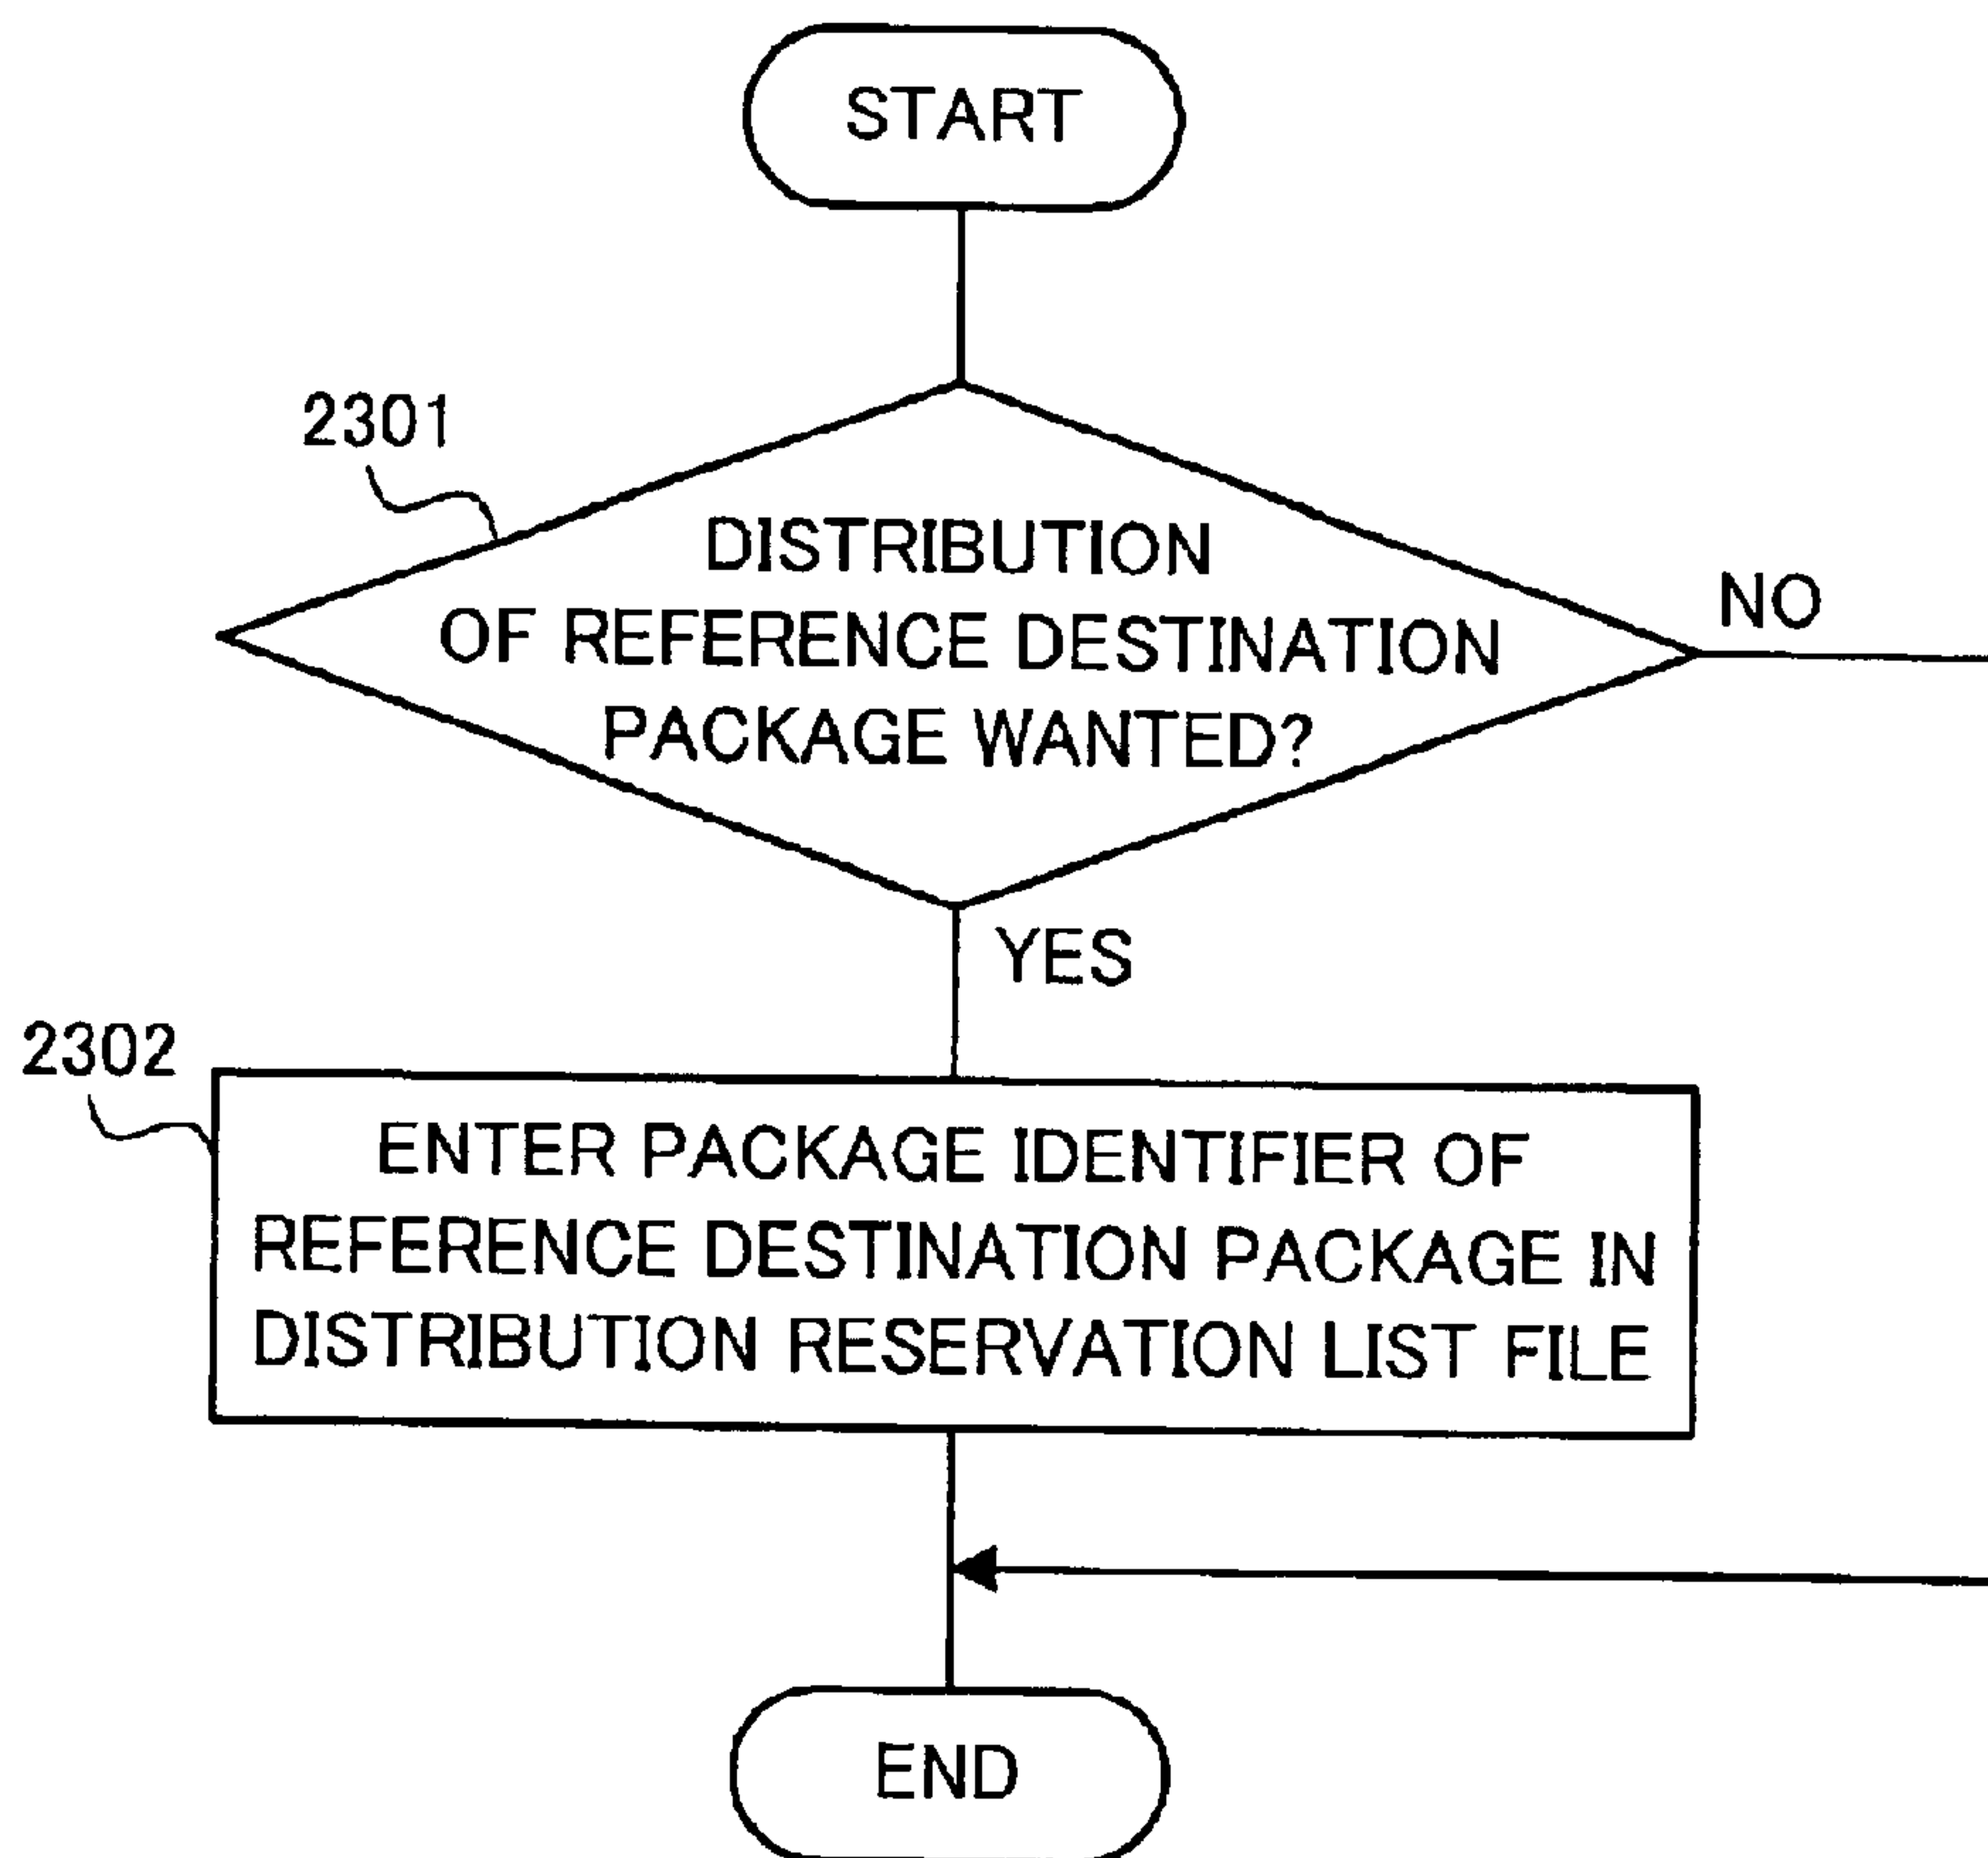 START
2301
DISTRIBUTION
OF REFERENCE DESTINATION
PACKAGE WANTED?
NO
YES
2302
ENTER PACKAGE IDENTIFIER OF
REFERENCE DESTINATION PACKAGE IN
DISTRIBUTION RESERVATION LIST FILE
END